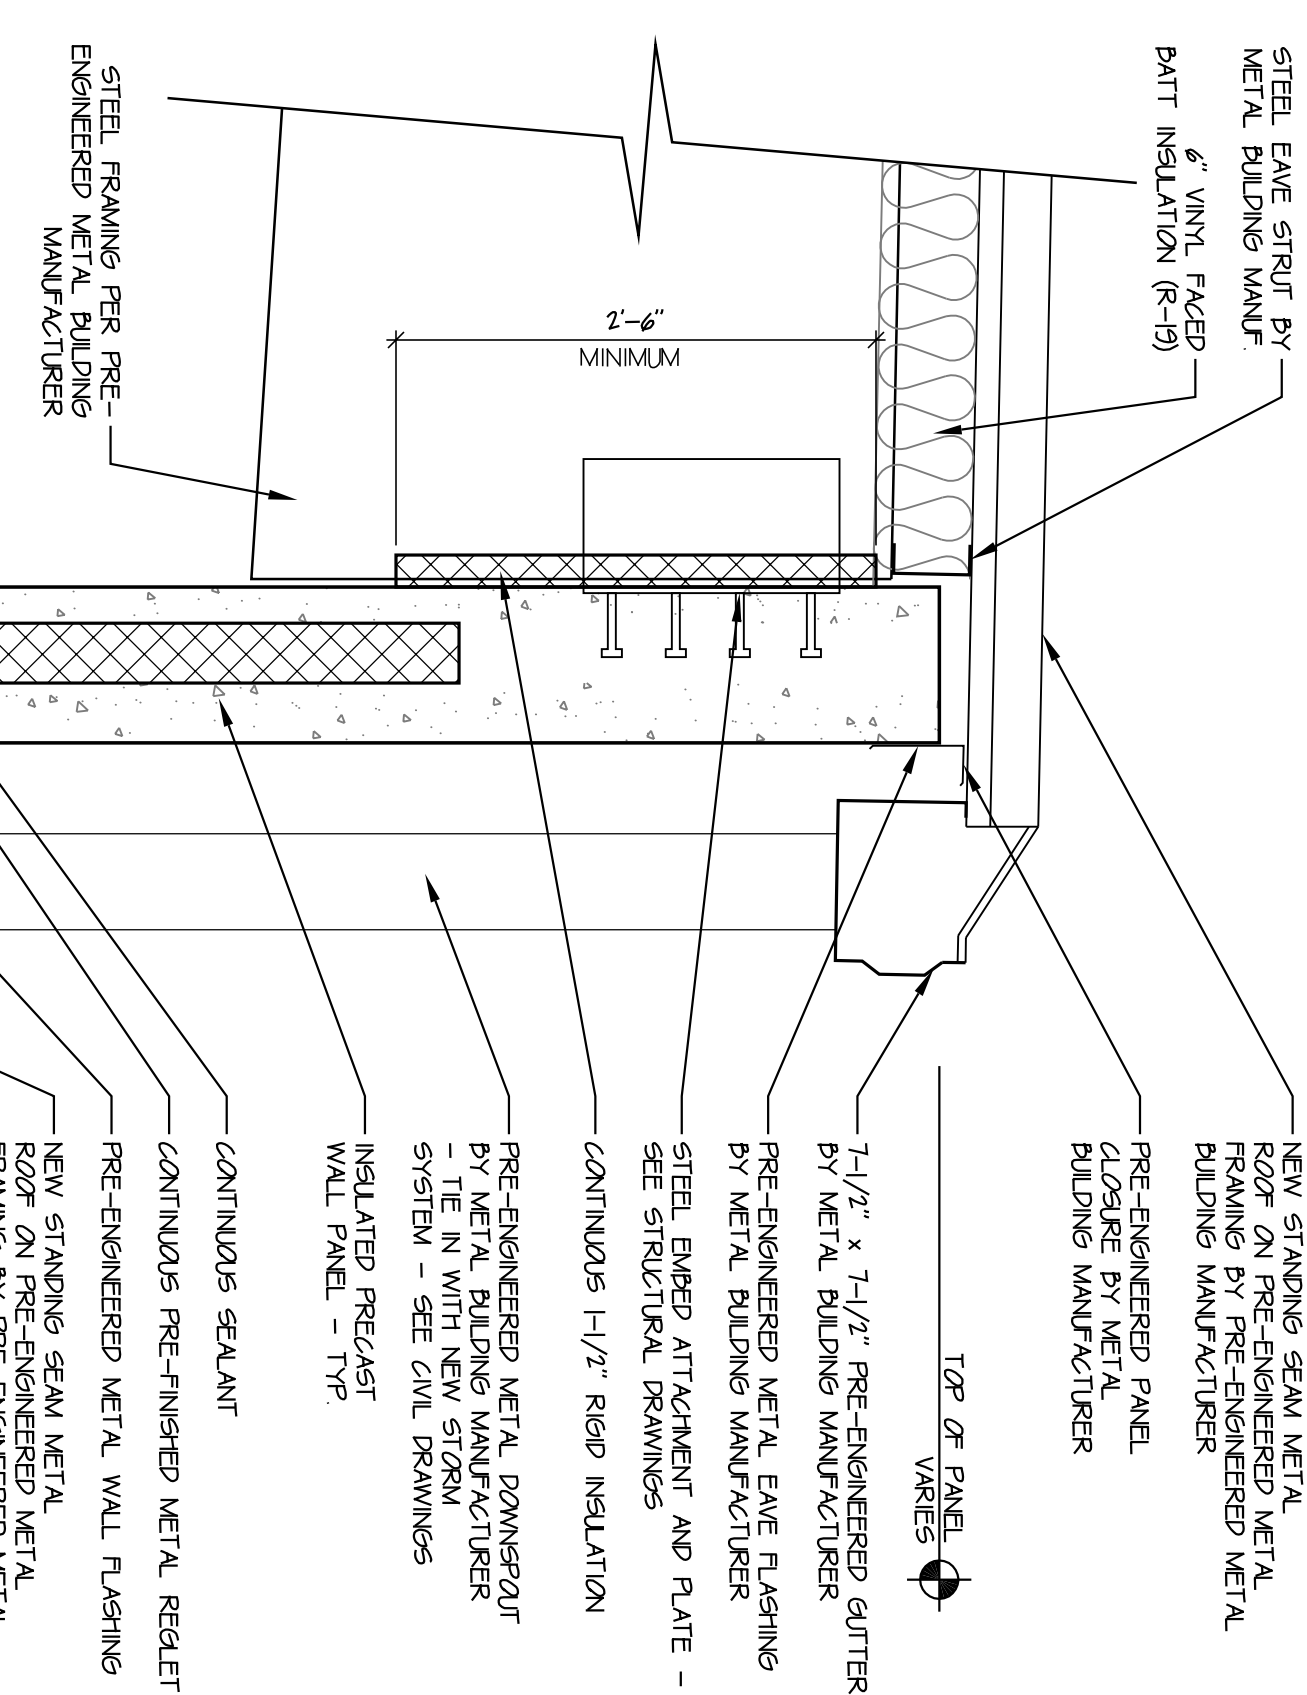 STEEL EAVE STRUT BY
METAL BUILDING MANUF.
6" VINYL FACED
BATT INSULATION (R-19)
2'-6"
MINIMUM
STEEL FRAMING PER PRE-
ENGINEERED METAL BUILDING
MANUFACTURER
NEW STANDING SEAM METAL
ROOF ON PRE-ENGINEERED METAL
FRAMING BY PRE-ENGINEERED METAL
BUILDING MANUFACTURER
PRE-ENGINEERED PANEL
CLOSURE BY METAL
BUILDING MANUFACTURER
TOP OF PANEL
VARIES
7-1/2" x 7-1/2" PRE-ENGINEERED GUTTER
BY METAL BUILDING MANUFACTURER
PRE-ENGINEERED METAL EAVE FLASHING
BY METAL BUILDING MANUFACTURER
STEEL EMBED ATTACHMENT AND PLATE -
SEE STRUCTURAL DRAWINGS
CONTINUOUS 1-1/2" RIGID INSULATION
PRE-ENGINEERED METAL DOWNSPOUT
BY METAL BUILDING MANUFACTURER
- TIE IN WITH NEW STORM
SYSTEM - SEE CIVIL DRAWINGS
INSULATED PRECAST
WALL PANEL - TYP.
CONTINUOUS SEALANT
CONTINUOUS PRE-FINISHED METAL REGLET
PRE-ENGINEERED METAL WALL FLASHING
NEW STANDING SEAM METAL
ROOF ON PRE-ENGINEERED METAL
FRAMING BY PRE-ENGINEERED METAL